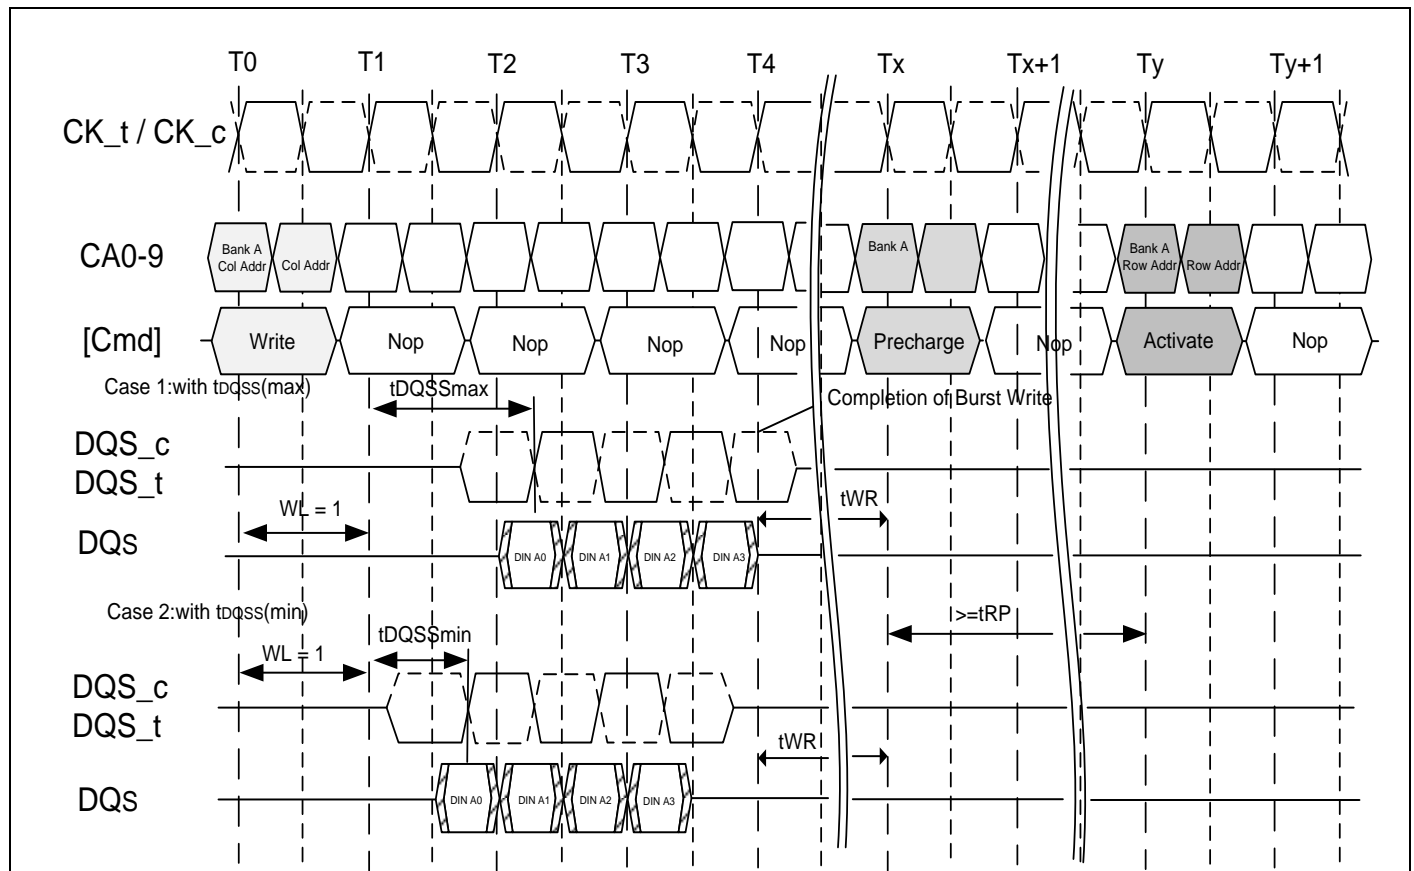 T0 T1 T2 T3 T4 Tx Tx+1 Ty Ty+1
CK_t / CK_c
CA0-9
Bank A
Col Addr
Col Addr
Bank A
Bank A
Row Addr
Row Addr
[Cmd]
Write Nop Nop Nop Nop Precharge Nop Activate Nop
Case 1:with tDQSS(max)
tDQSSmax
Completion of Burst Write
DQS_c
DQS_t
WL = 1
tWR
DQs
DIN A0 DIN A1 DIN A2 DIN A3
Case 2:with tDQSS(min)
>=tRP
tDQSSmin
WL = 1
DQS_c
DQS_t
tWR
DQs
DIN A0 DIN A1 DIN A2 DIN A3